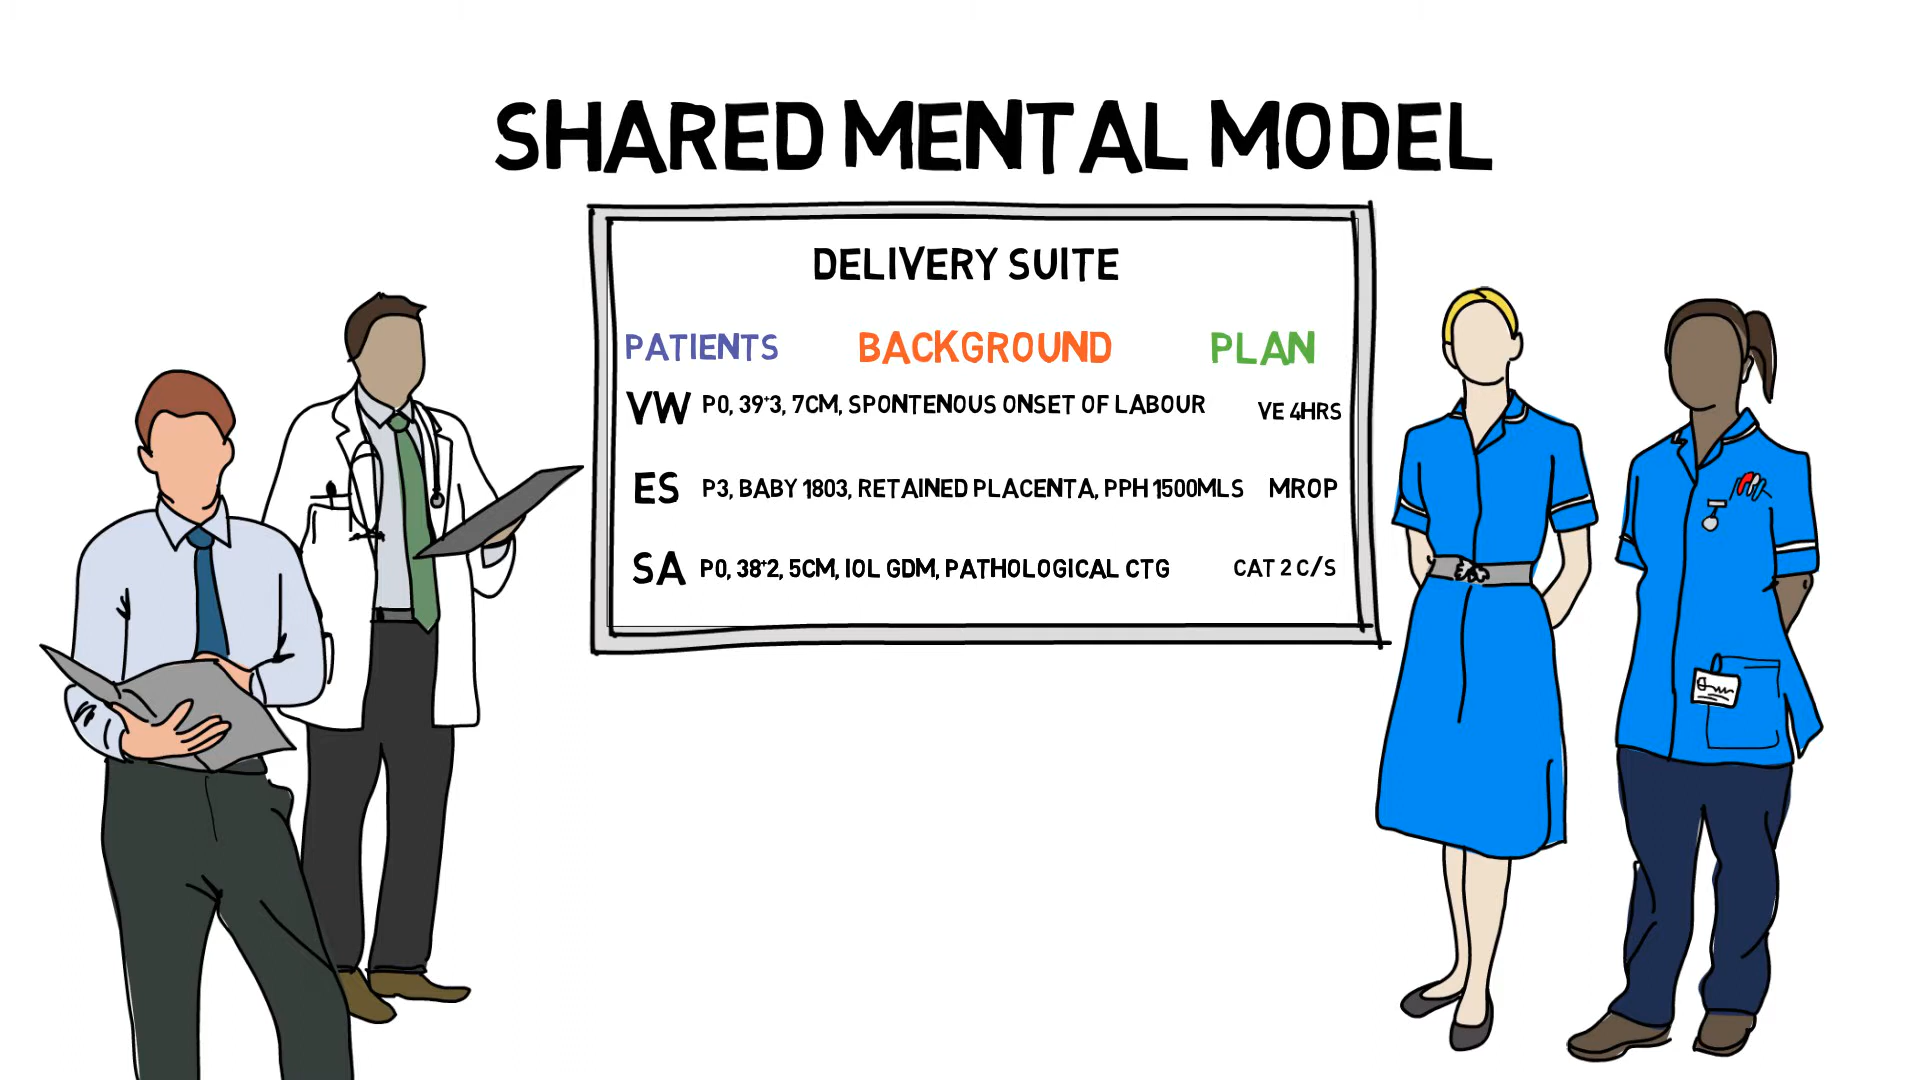 SHARED MENTAL MODEL
DELIVERY SUITE
PATIENTS BACKGROUND PLAN
VW P0, 39⁺3, 7CM, SPONTENOUS ONSET OF LABOUR VE 4HRS
ES P3, BABY 1803, RETAINED PLACENTA, PPH 1500MLS MROP
SA P0, 38⁺2, 5CM, IOL GDM, PATHOLOGICAL CTG CAT 2 C/S